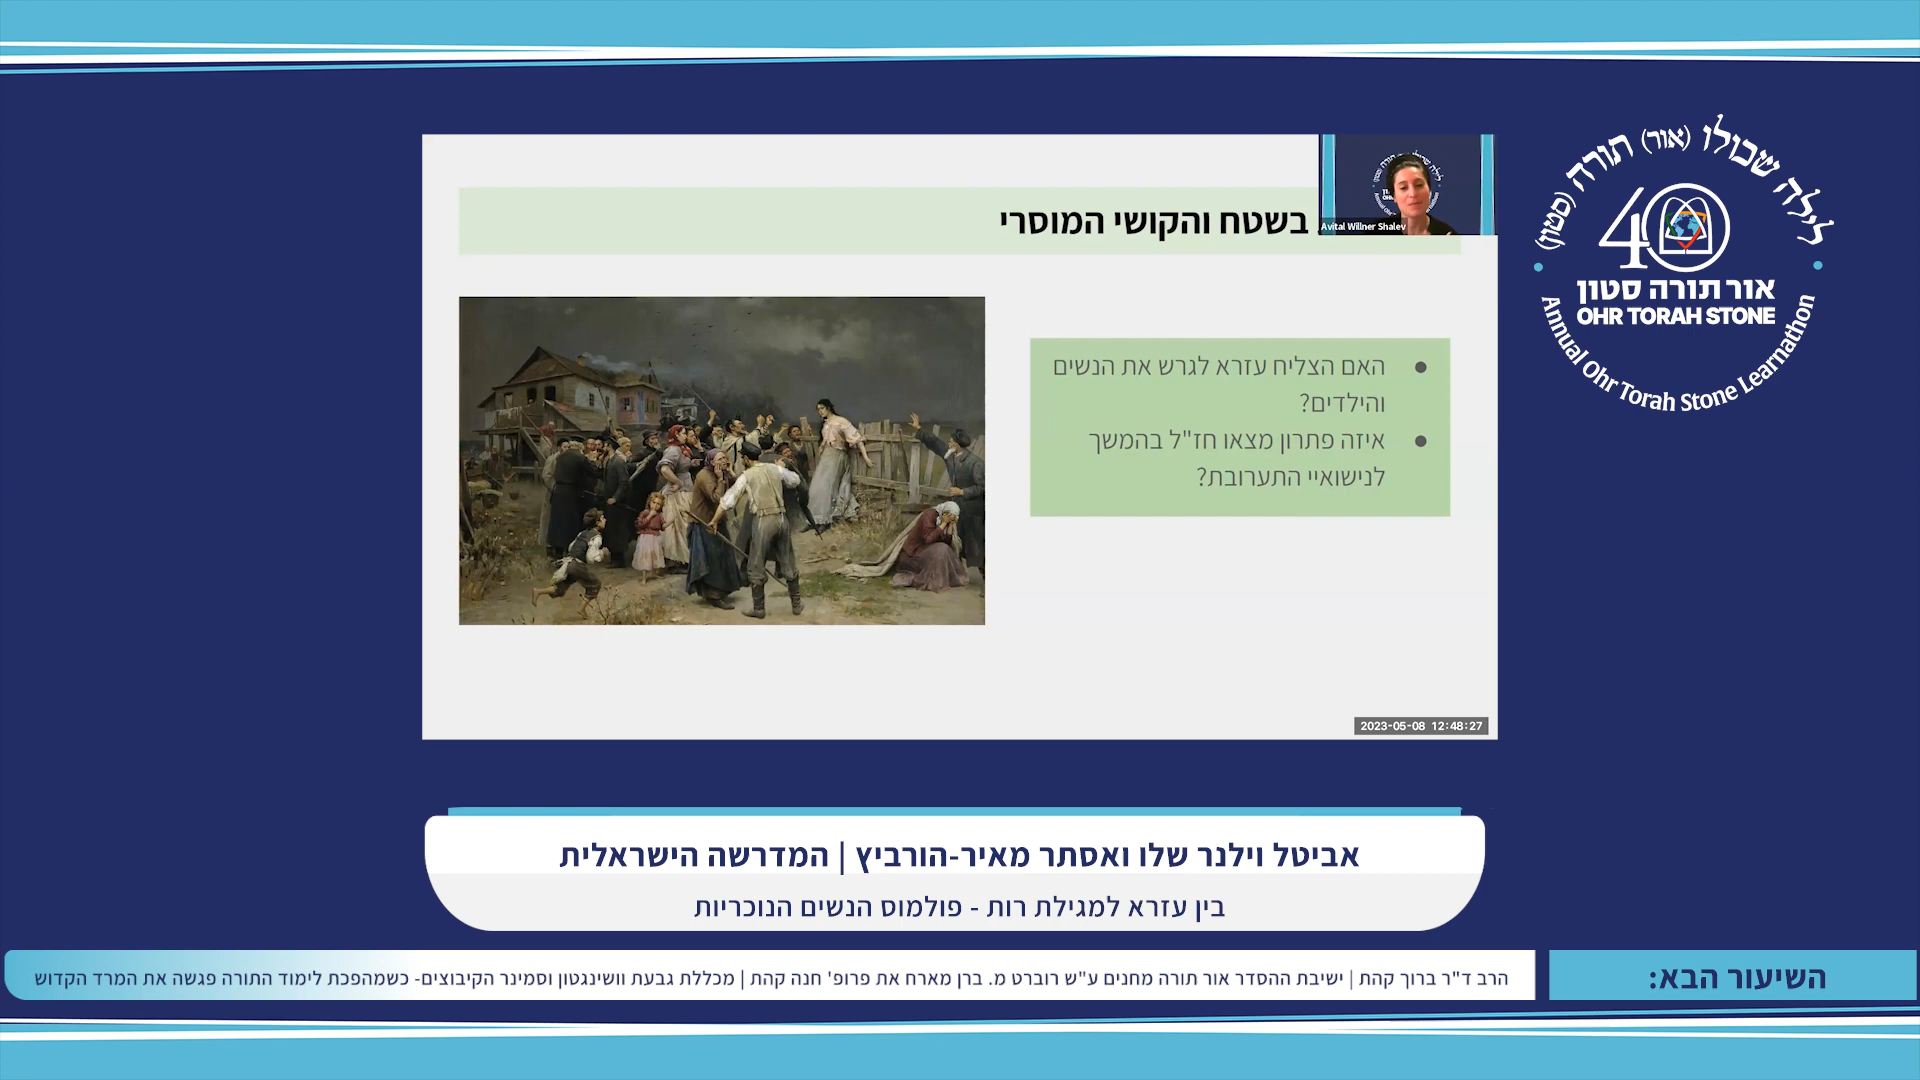 בשטח והקושי המוסרי
Avital Willner Shalev
האם הצליח עזרא לגרש את הנשים
והילדים?
איזה פתרון מצאו חז"ל בהמשך
לנישואיי התערובת?
2023-05-08 12:48:27
לילה שכולו (אור) תורה (סטון)
40
אור תורה סטון
OHR TORAH STONE
Annual Ohr Torah Stone Learnathon
אביטל וילנר שלו ואסתר מאיר-הורביץ | המדרשה הישראלית
בין עזרא למגילת רות - פולמוס הנשים הנוכריות
השיעור הבא:
הרב ד"ר ברוך קהת | ישיבת ההסדר אור תורה מחנים ע"ש רוברט מ. ברן מארח את פרופ' חנה קהת | מכללת גבעת וושינגטון וסמינר הקיבוצים- כשמהפכת לימוד התורה פגשה את המרד הקדוש